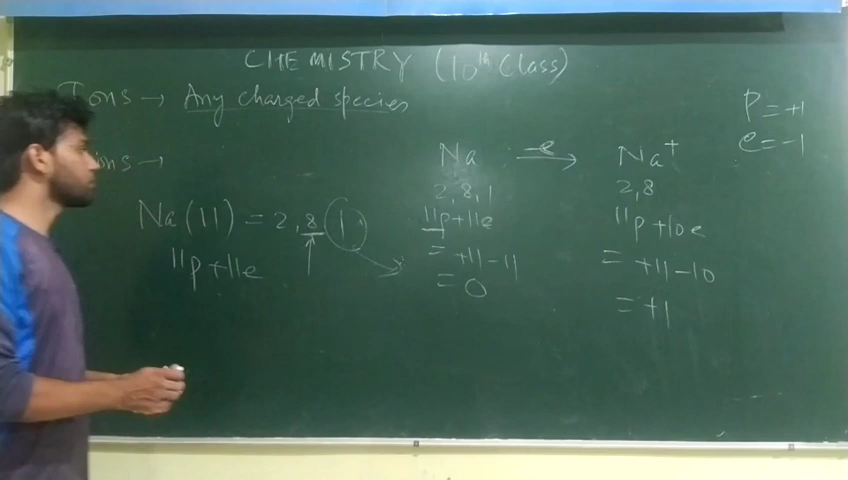 CHEMISTRY (10th Class)
Ions → Any charged species
p = +1
e = -1
ions →
Na -e → Na+
2,8,1
2,8
Na(11) = 2,8 1
11p+11e
11p+10e
11p+11e
= +11-11
= +11-10
= 0
= +1